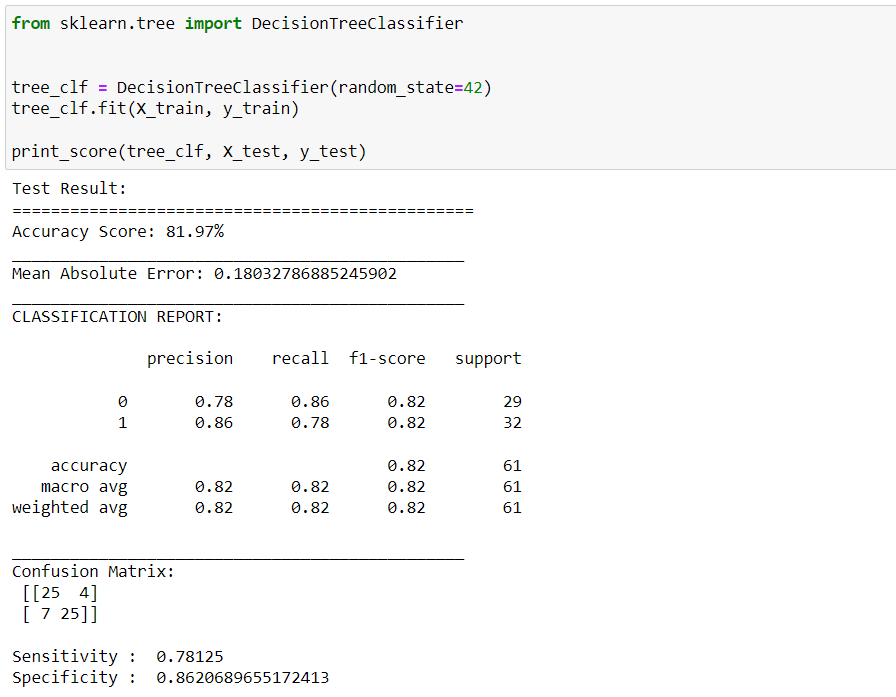 from sklearn.tree import DecisionTreeClassifier
tree_clf = DecisionTreeClassifier(random_state=42)
tree_clf.fit(X_train, y_train)
print_score(tree_clf, X_test, y_test)
Test Result:
================================================
Accuracy Score: 81.97%
_______________________________________________
Mean Absolute Error: 0.18032786885245902
_______________________________________________
CLASSIFICATION REPORT:
precision recall f1-score support
0 0.78 0.86 0.82 29
1 0.86 0.78 0.82 32
accuracy 0.82 61
macro avg 0.82 0.82 0.82 61
weighted avg 0.82 0.82 0.82 61
_______________________________________________
Confusion Matrix:
[[25  4]
[ 7 25]]
Sensitivity :  0.78125
Specificity :  0.8620689655172413